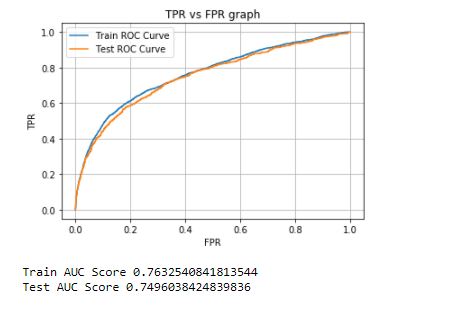 TPR vs FPR graph
Train ROC Curve
Test ROC Curve
1.0
0.8
0.6
0.4
0.2
0.0
TPR
0.0 0.2 0.4 0.6 0.8 1.0
FPR
Train AUC Score 0.7632540841813544
Test AUC Score 0.7496038424839836